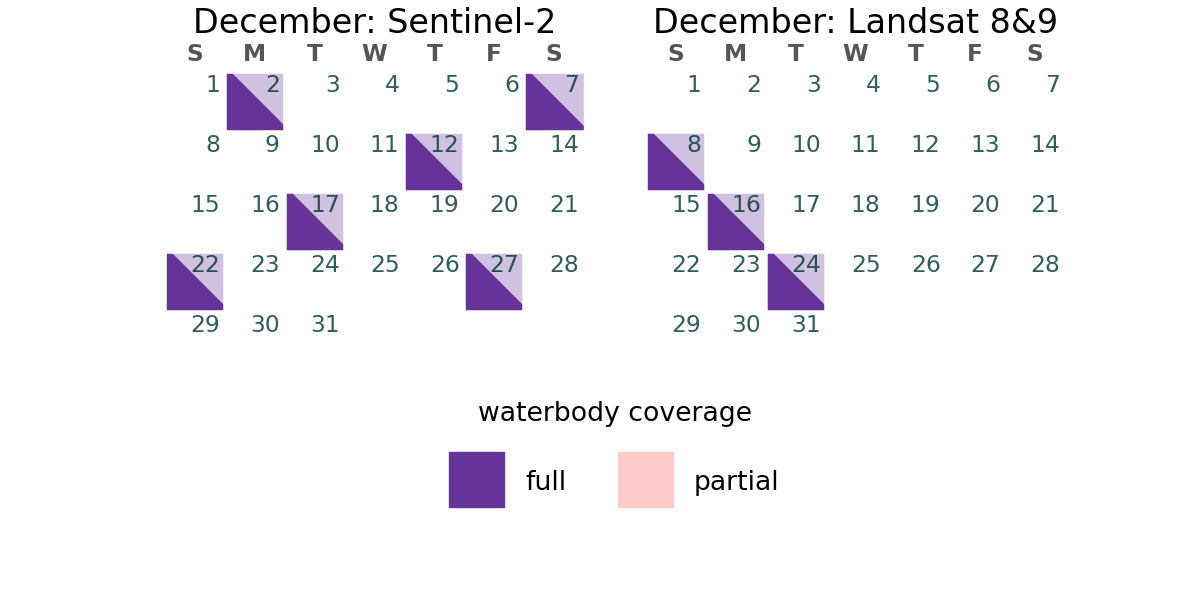 December: Sentinel-2
S M T W T F S
1 2 3 4 5 6 7
8 9 10 11 12 13 14
15 16 17 18 19 20 21
22 23 24 25 26 27 28
29 30 31
December: Landsat 8&9
S M T W T F S
1 2 3 4 5 6 7
8 9 10 11 12 13 14
15 16 17 18 19 20 21
22 23 24 25 26 27 28
29 30 31
waterbody coverage
full
partial